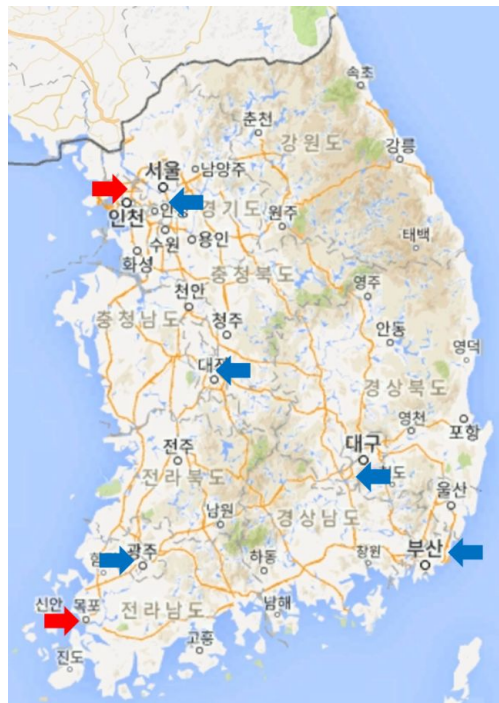 속초
춘천
강원도
강릉
서울
남양주
인천
경기도
원주
수원
용인
태백
화성
충청북도
천안
영주
충청남도
청주
안동
영덕
경상북도
영천
포항
전주
대구
전라북도
울산
남원
경상남도
광주
하동
창원
부산
신안
목포
전라남도
남해
고흥
진도